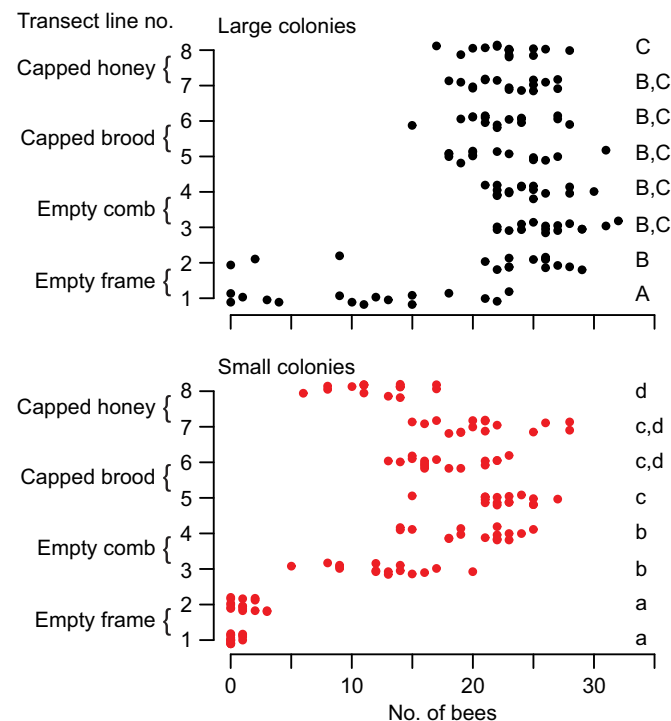 Transect line no.
Large colonies
Capped honey {
8
C
7
B,C
Capped brood {
6
B,C
5
B,C
Empty comb {
4
B,C
3
B,C
Empty frame {
2
B
1
A
Small colonies
Capped honey {
8
d
7
c,d
Capped brood {
6
c,d
5
c
Empty comb {
4
b
3
b
Empty frame {
2
a
1
a
0 10 20 30
No. of bees